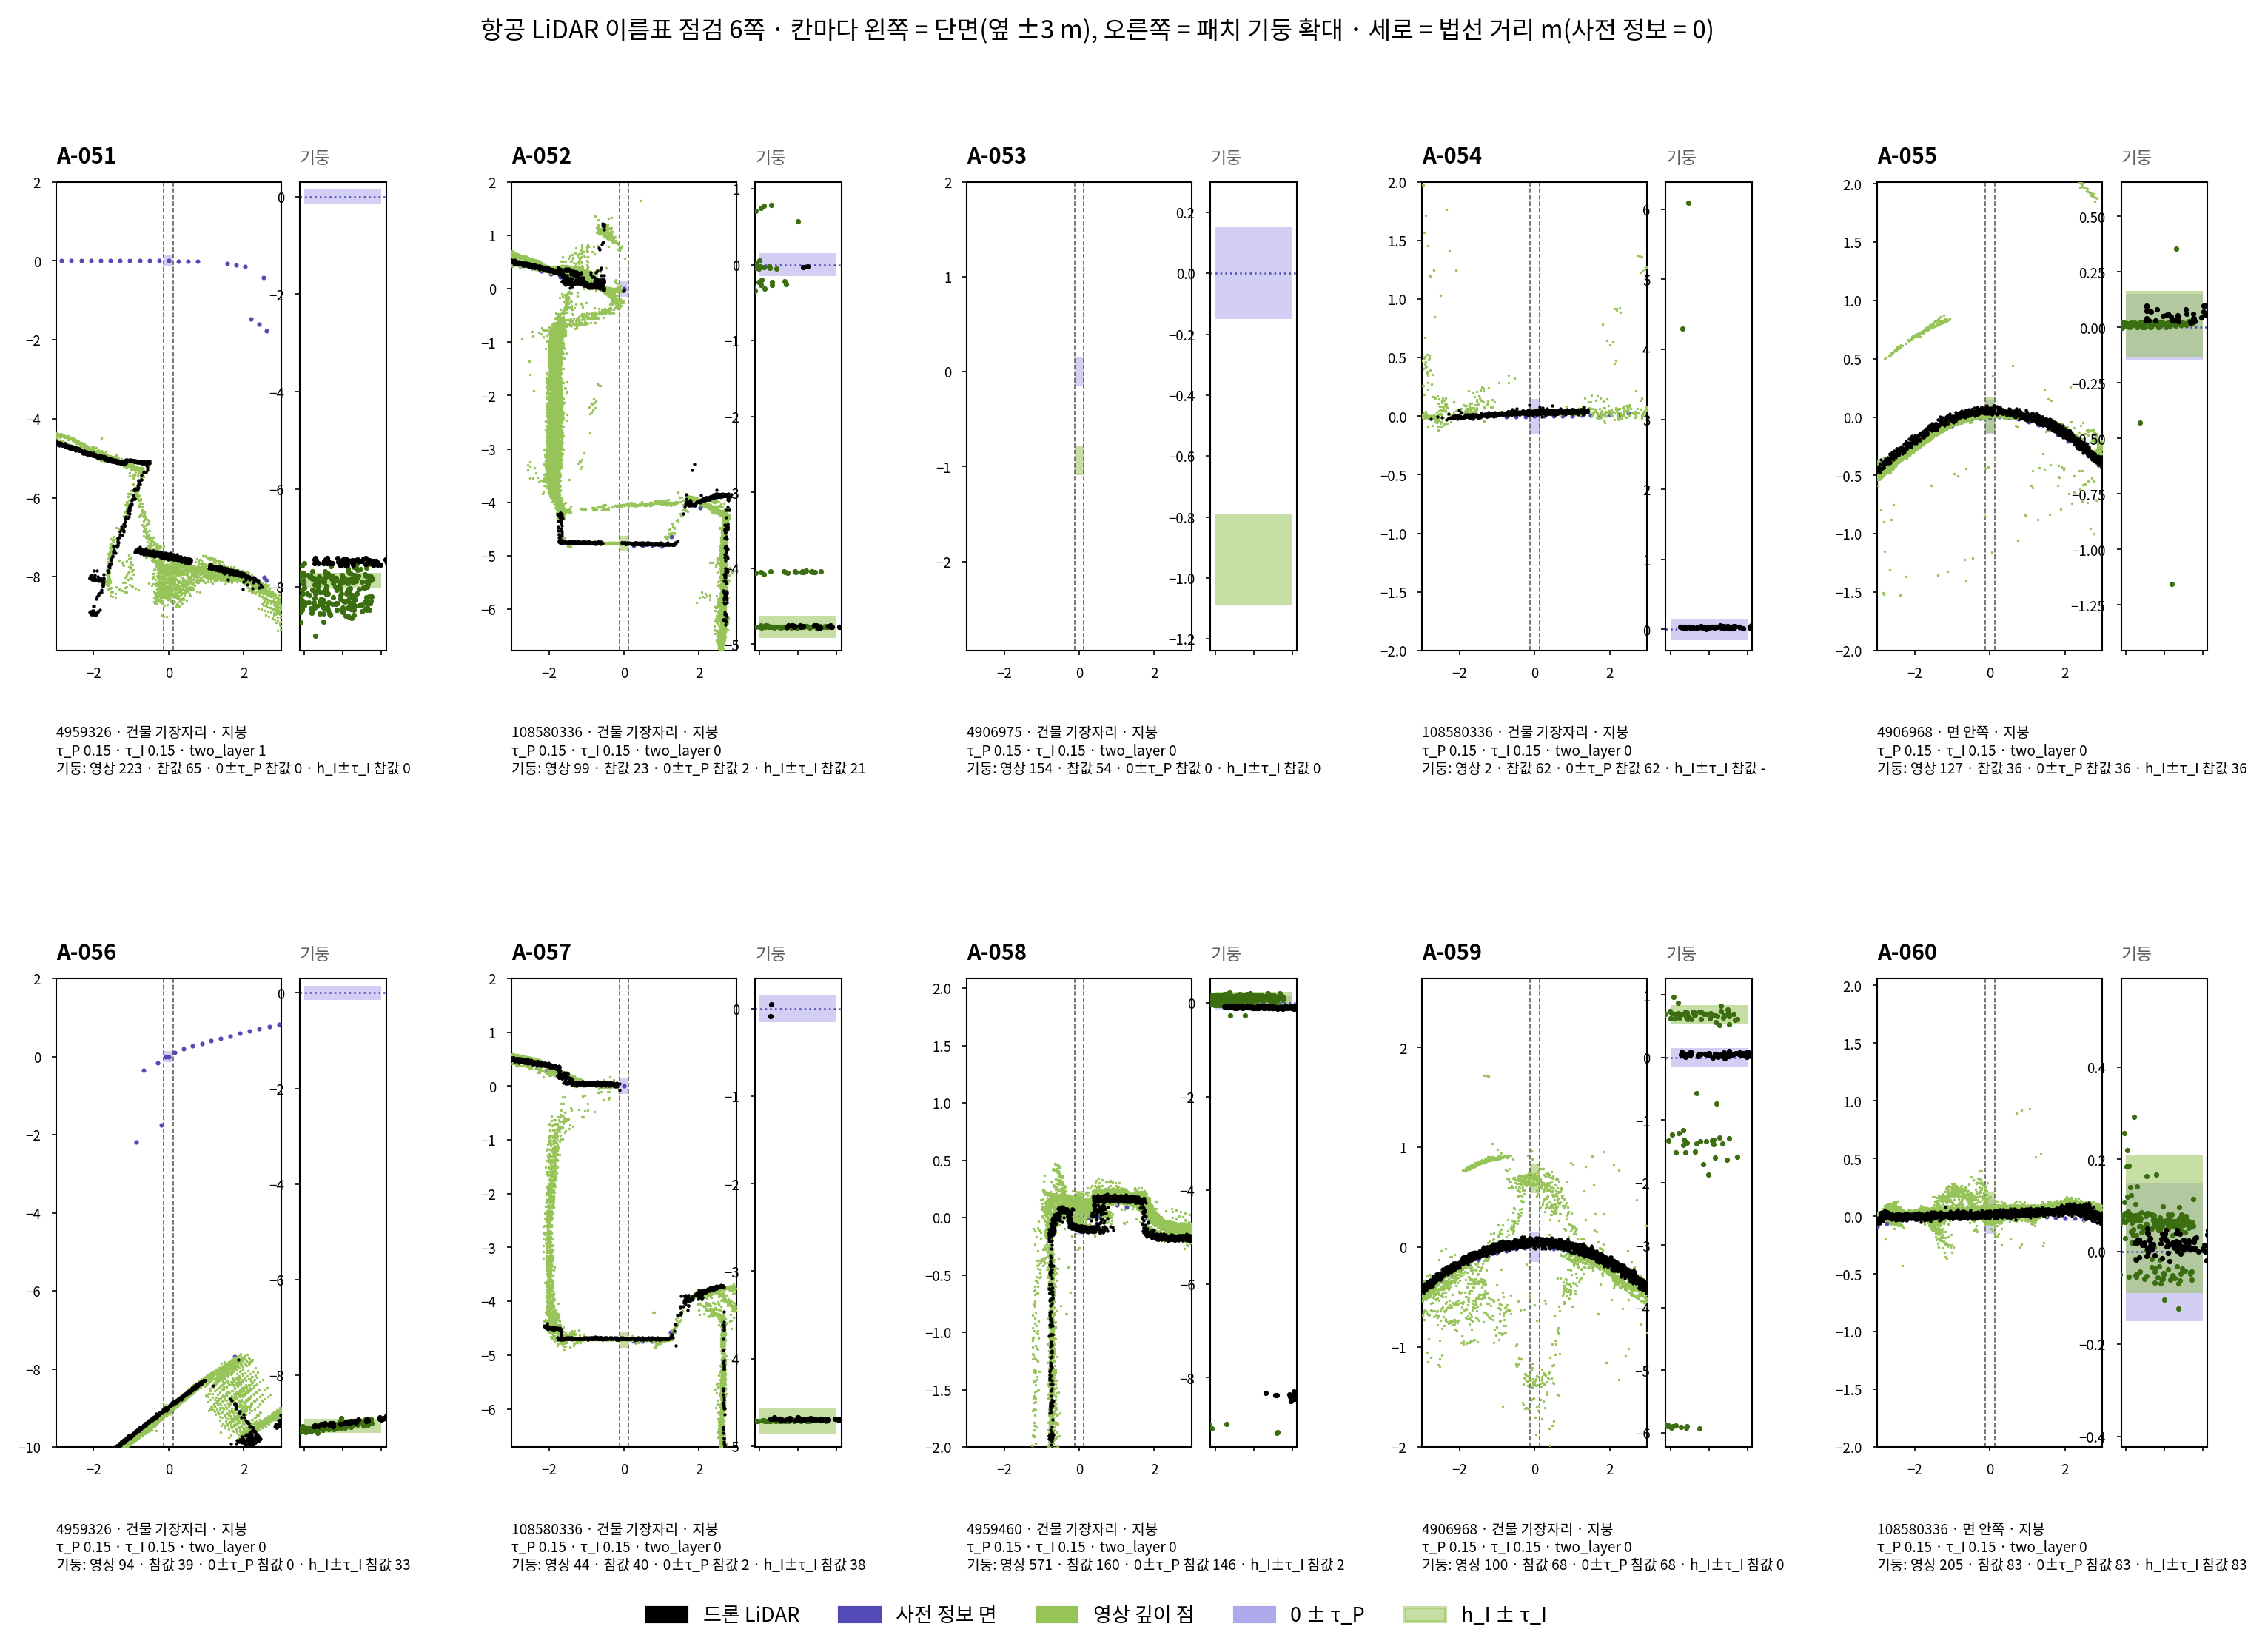 항공 LiDAR 이름표 점검 6쪽 · 칸마다 왼쪽 = 단면(옆 ±3 m), 오른쪽 = 패치 기둥 확대 · 세로 = 법선 거리 m(사전 정보 = 0)
A-051 기둥
4959326 · 건물 가장자리 · 지붕
τ_P 0.15 · τ_I 0.15 · two_layer 1
기둥: 영상 223 · 참값 65 · 0±τ_P 참값 0 · h_I±τ_I 참값 0
A-052 기둥
108580336 · 건물 가장자리 · 지붕
τ_P 0.15 · τ_I 0.15 · two_layer 0
기둥: 영상 99 · 참값 23 · 0±τ_P 참값 2 · h_I±τ_I 참값 21
A-053 기둥
4906975 · 건물 가장자리 · 지붕
τ_P 0.15 · τ_I 0.15 · two_layer 0
기둥: 영상 154 · 참값 54 · 0±τ_P 참값 0 · h_I±τ_I 참값 0
A-054 기둥
108580336 · 건물 가장자리 · 지붕
τ_P 0.15 · τ_I 0.15 · two_layer 0
기둥: 영상 2 · 참값 62 · 0±τ_P 참값 62 · h_I±τ_I 참값 -
A-055 기둥
4906968 · 면 안쪽 · 지붕
τ_P 0.15 · τ_I 0.15 · two_layer 0
기둥: 영상 127 · 참값 36 · 0±τ_P 참값 36 · h_I±τ_I 참값 36
A-056 기둥
4959326 · 건물 가장자리 · 지붕
τ_P 0.15 · τ_I 0.15 · two_layer 0
기둥: 영상 94 · 참값 39 · 0±τ_P 참값 0 · h_I±τ_I 참값 33
A-057 기둥
108580336 · 건물 가장자리 · 지붕
τ_P 0.15 · τ_I 0.15 · two_layer 0
기둥: 영상 44 · 참값 40 · 0±τ_P 참값 2 · h_I±τ_I 참값 38
A-058 기둥
4959460 · 건물 가장자리 · 지붕
τ_P 0.15 · τ_I 0.15 · two_layer 0
기둥: 영상 571 · 참값 160 · 0±τ_P 참값 146 · h_I±τ_I 참값 2
A-059 기둥
4906968 · 건물 가장자리 · 지붕
τ_P 0.15 · τ_I 0.15 · two_layer 0
기둥: 영상 100 · 참값 68 · 0±τ_P 참값 68 · h_I±τ_I 참값 0
A-060 기둥
108580336 · 면 안쪽 · 지붕
τ_P 0.15 · τ_I 0.15 · two_layer 0
기둥: 영상 205 · 참값 83 · 0±τ_P 참값 83 · h_I±τ_I 참값 83
드론 LiDAR 사전 정보 면 영상 깊이 점 0 ± τ_P h_I ± τ_I